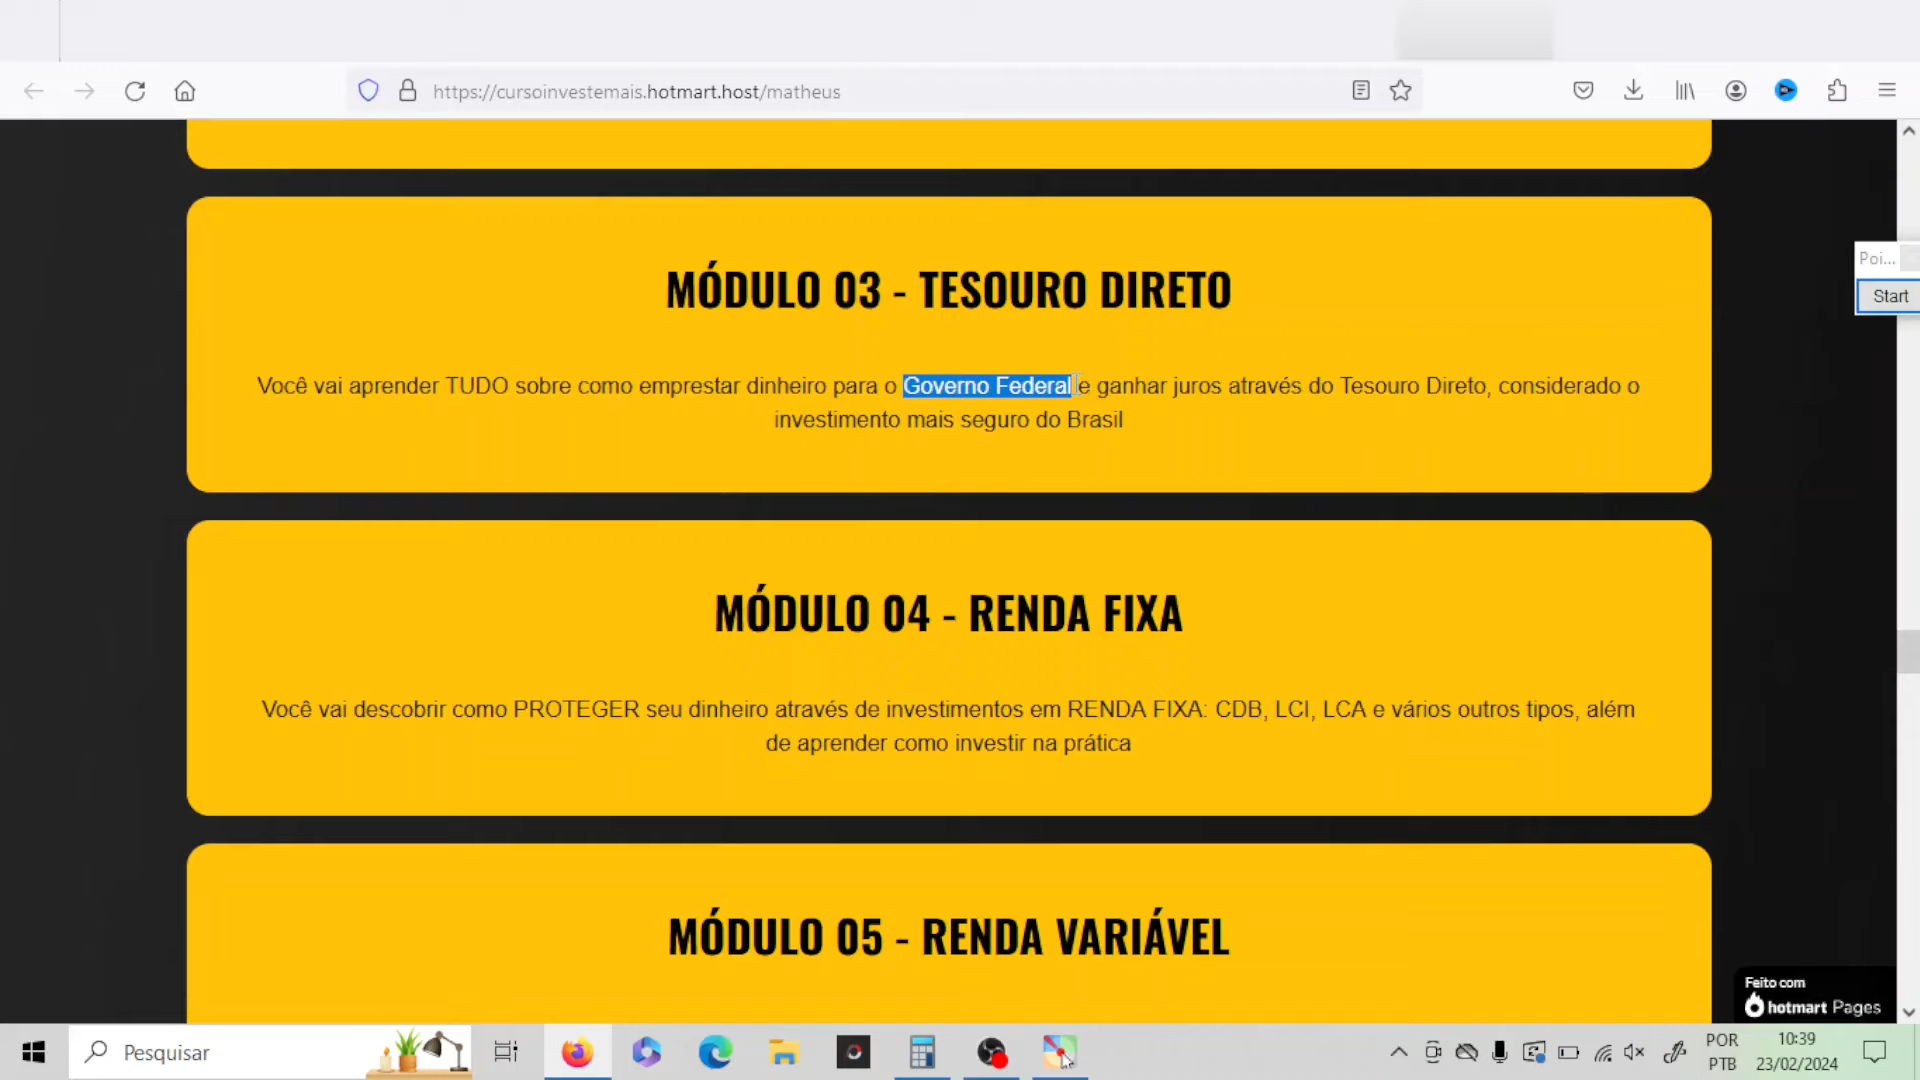 https://cursoinvestemais.hotmart.host/matheus
MÓDULO 03 - TESOURO DIRETO
Poi...
Start
Você vai aprender TUDO sobre como emprestar dinheiro para o Governo Federal e ganhar juros através do Tesouro Direto, considerado o
investimento mais seguro do Brasil
MÓDULO 04 - RENDA FIXA
Você vai descobrir como PROTEGER seu dinheiro através de investimentos em RENDA FIXA: CDB, LCI, LCA e vários outros tipos, além
de aprender como investir na prática
MÓDULO 05 - RENDA VARIÁVEL
Feito com
hotmart Pages
Pesquisar
POR
PTB
10:39
23/02/2024